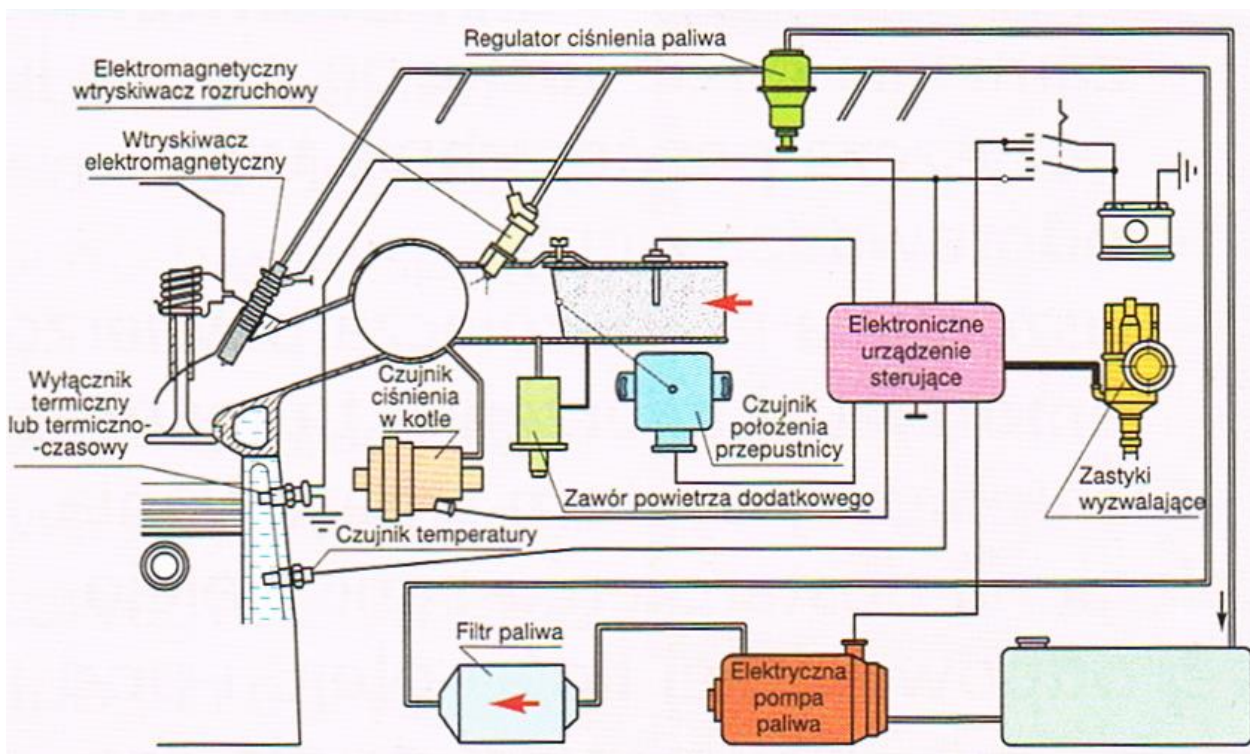 Regulator ciśnienia paliwa
Elektromagnetyczny
wtryskiwacz rozruchowy
Wtryskiwacz
elektromagnetyczny
Elektroniczne
urządzenie
sterujące
Wyłącznik
termiczny
lub termiczno-
-czasowy
Czujnik
ciśnienia
w kotle
Czujnik
położenia
przepustnicy
Zawór powietrza dodatkowego
Zastyki
wyzwalające
Czujnik temperatury
Filtr paliwa
Elektryczna
pompa
paliwa